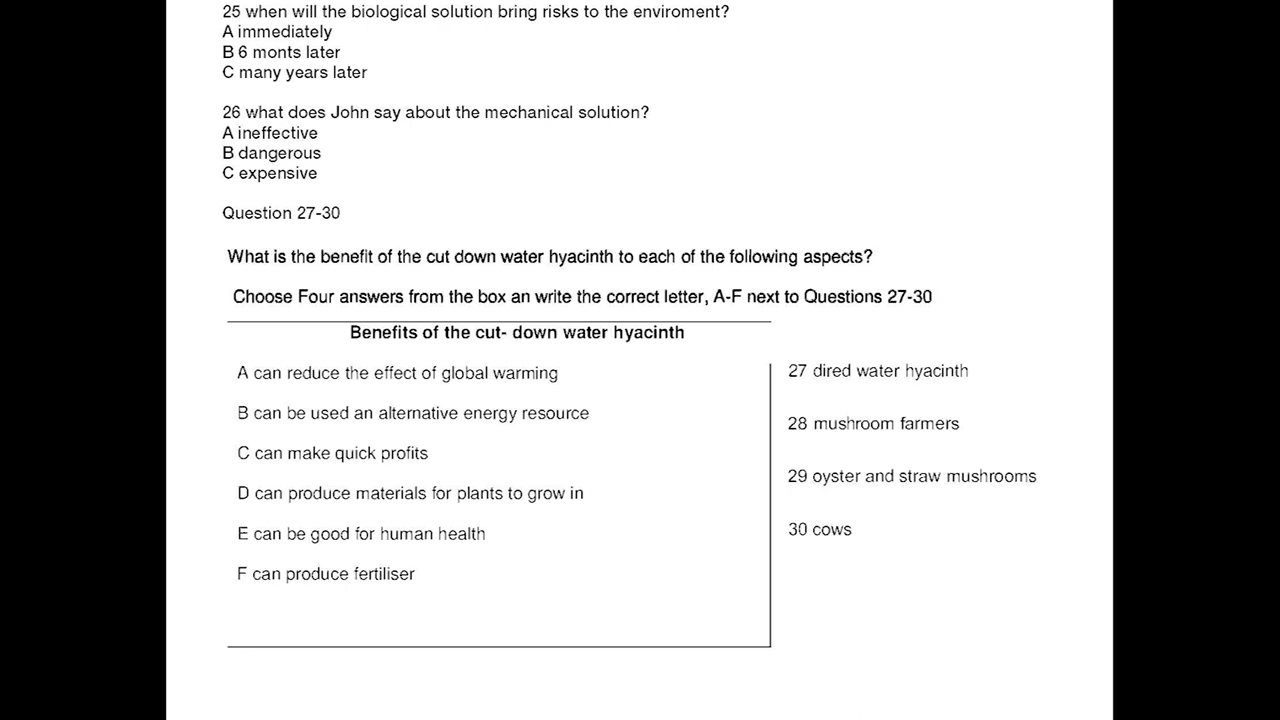 25 when will the biological solution bring risks to the enviroment?
A immediately
B 6 monts later
C many years later
26 what does John say about the mechanical solution?
A ineffective
B dangerous
C expensive
Question 27-30
What is the benefit of the cut down water hyacinth to each of the following aspects?
Choose Four answers from the box an write the correct letter, A-F next to Questions 27-30
Benefits of the cut- down water hyacinth
A can reduce the effect of global warming
B can be used an alternative energy resource
C can make quick profits
D can produce materials for plants to grow in
E can be good for human health
F can produce fertiliser
27 dired water hyacinth
28 mushroom farmers
29 oyster and straw mushrooms
30 cows